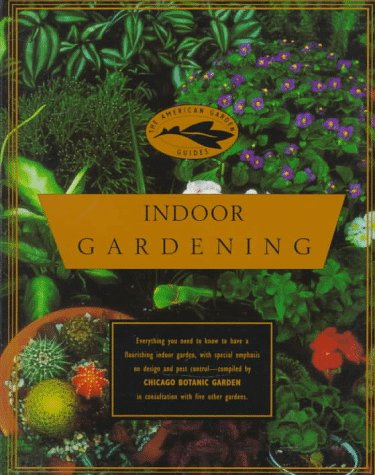 THE AMERICAN GARDEN
GUIDES
INDOOR
GARDENING
Everything you need to know to have a
flourishing indoor garden, with special emphasis
on design and pest control—compiled by
CHICAGO BOTANIC GARDEN
in consultation with five other gardens.